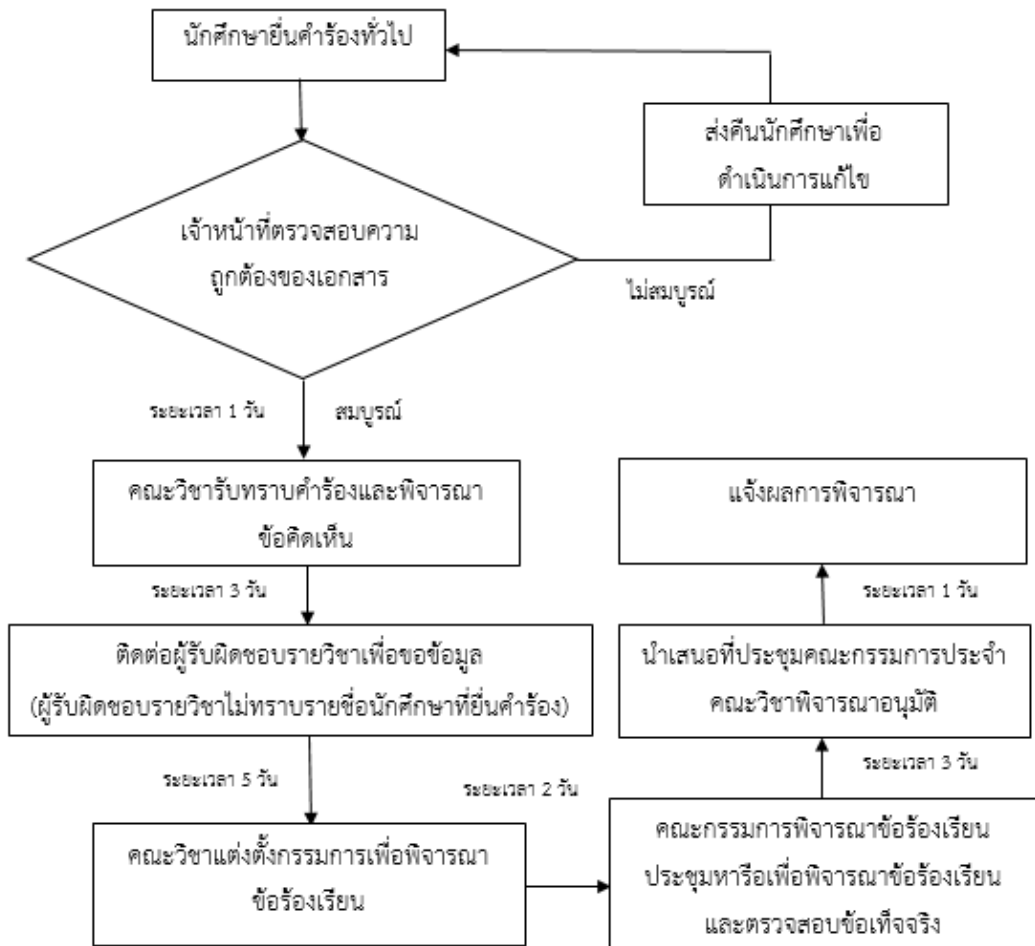 นักศึกษายื่นคำร้องทั่วไป
ส่งคืนนักศึกษาเพื่อ
ดำเนินการแก้ไข
เจ้าหน้าที่ตรวจสอบความ
ถูกต้องของเอกสาร
ไม่สมบูรณ์
ระยะเวลา 1 วัน
สมบูรณ์
คณะวิชารับทราบคำร้องและพิจารณา
ข้อคิดเห็น
ระยะเวลา 3 วัน
ติดต่อผู้รับผิดชอบรายวิชาเพื่อขอข้อมูล
(ผู้รับผิดชอบรายวิชาไม่ทราบรายชื่อนักศึกษาที่ยื่นคำร้อง)
ระยะเวลา 5 วัน
คณะวิชาแต่งตั้งกรรมการเพื่อพิจารณา
ข้อร้องเรียน
ระยะเวลา 2 วัน
คณะกรรมการพิจารณาข้อร้องเรียน
ประชุมหารือเพื่อพิจารณาข้อร้องเรียน
และตรวจสอบข้อเท็จจริง
ระยะเวลา 3 วัน
นำเสนอที่ประชุมคณะกรรมการประจำ
คณะวิชาพิจารณาอนุมัติ
ระยะเวลา 1 วัน
แจ้งผลการพิจารณา